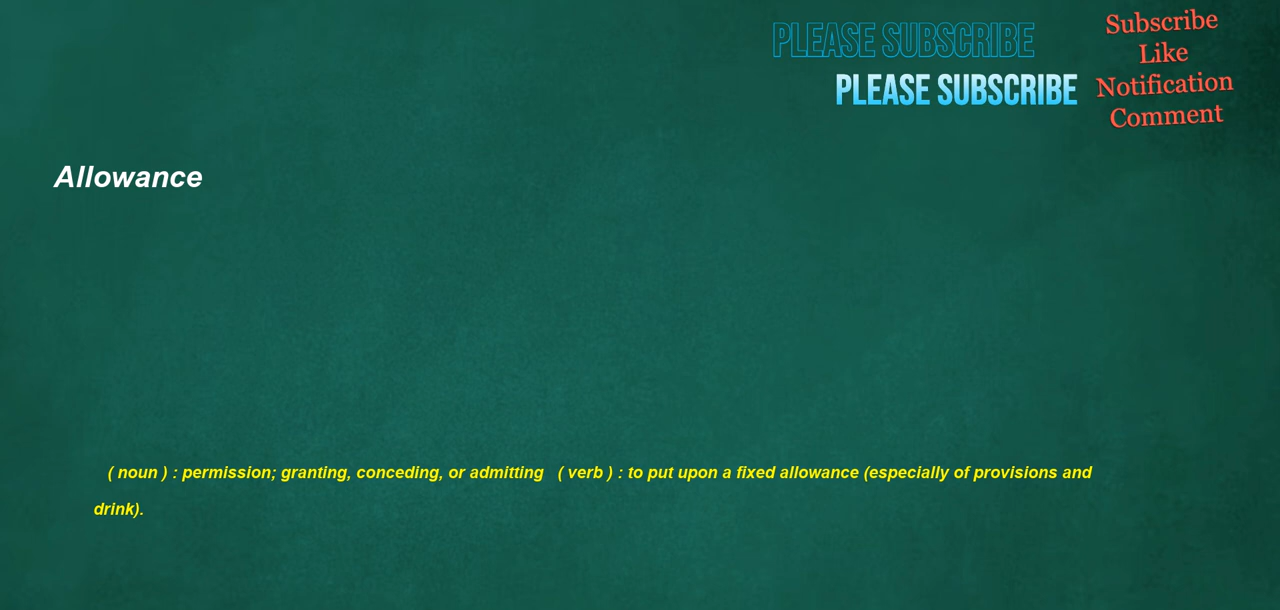 PLEASE SUBSCRIBE
PLEASE SUBSCRIBE
Subscribe
Like
Notification
Comment
Allowance
( noun ) : permission; granting, conceding, or admitting ( verb ) : to put upon a fixed allowance (especially of provisions and
drink).